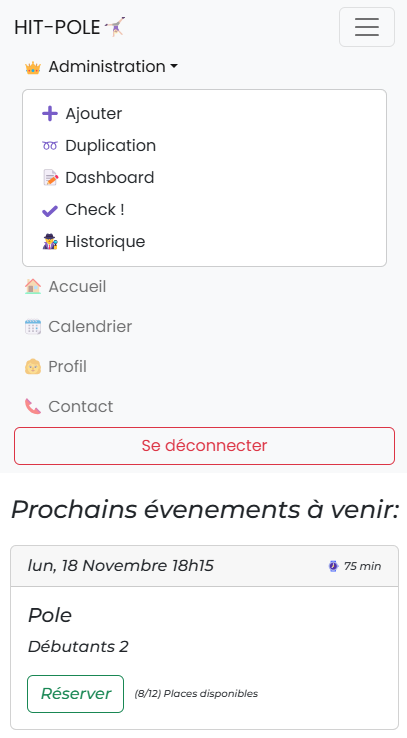 HIT-POLE
Administration
Ajouter
Duplication
Dashboard
Check !
Historique
Accueil
Calendrier
Profil
Contact
Se déconnecter
Prochains évenements à venir:
lun, 18 Novembre 18h15 75 min
Pole
Débutants 2
Réserver (8/12) Places disponibles